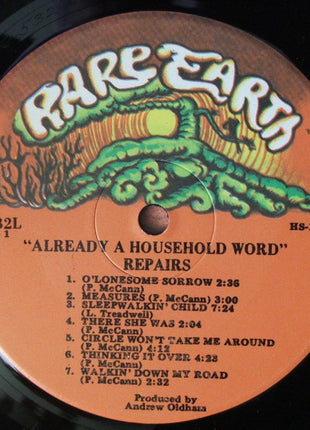 RARE EARTH
32L
1
HS-
"ALREADY A HOUSEHOLD WORD"
REPAIRS
1. O'LONESOME SORROW 2:36
(P. McCann)
2. MEASURES (P. McCann) 3:00
3. SLEEPWALKIN' CHILD 7:24
(L. Treadwell)
4. THERE SHE WAS 2:04
(P. McCann)
5. CIRCLE WON'T TAKE ME AROUND
(P. McCann) 4:12
6. THINKING IT OVER 4:23
(P. McCann)
7. WALKIN' DOWN MY ROAD
(P. McCann) 2:32
Produced by
Andrew Oldham